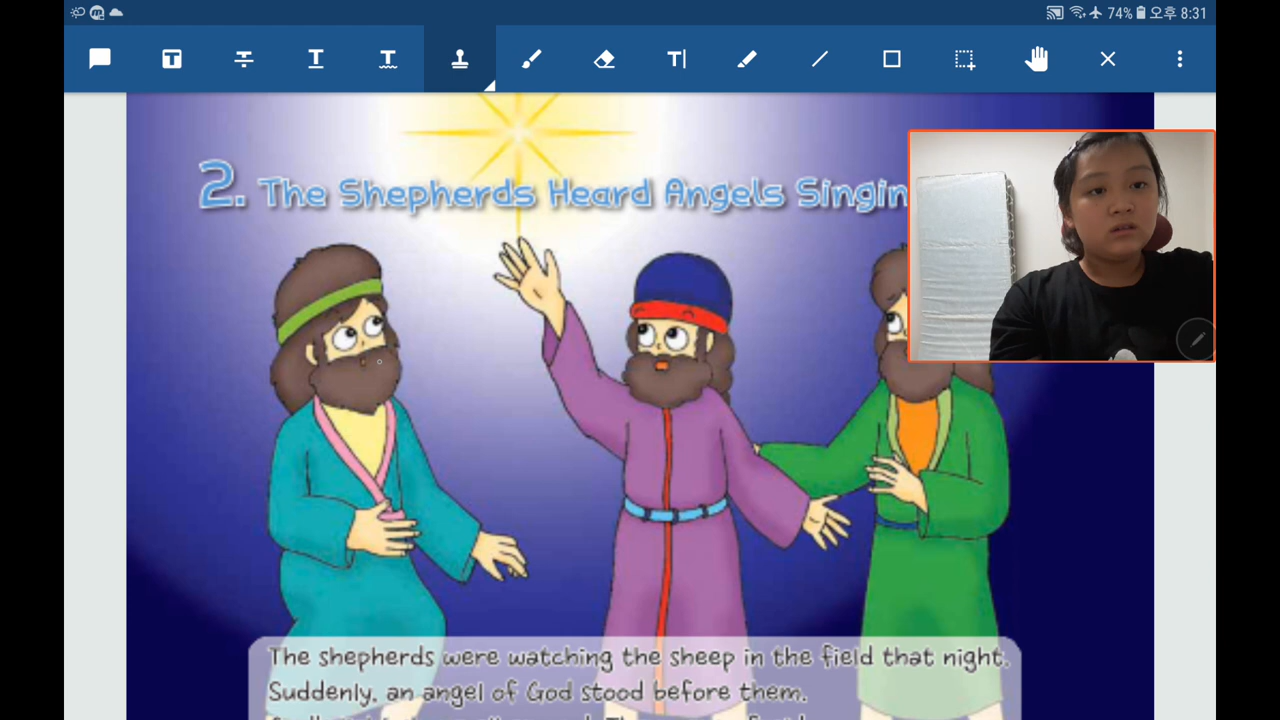 74% 오후 8:31
2. The Shepherds Heard Angels
The shepherds were watching the sheep in the field that night.
Suddenly, an angel of God stood before them.